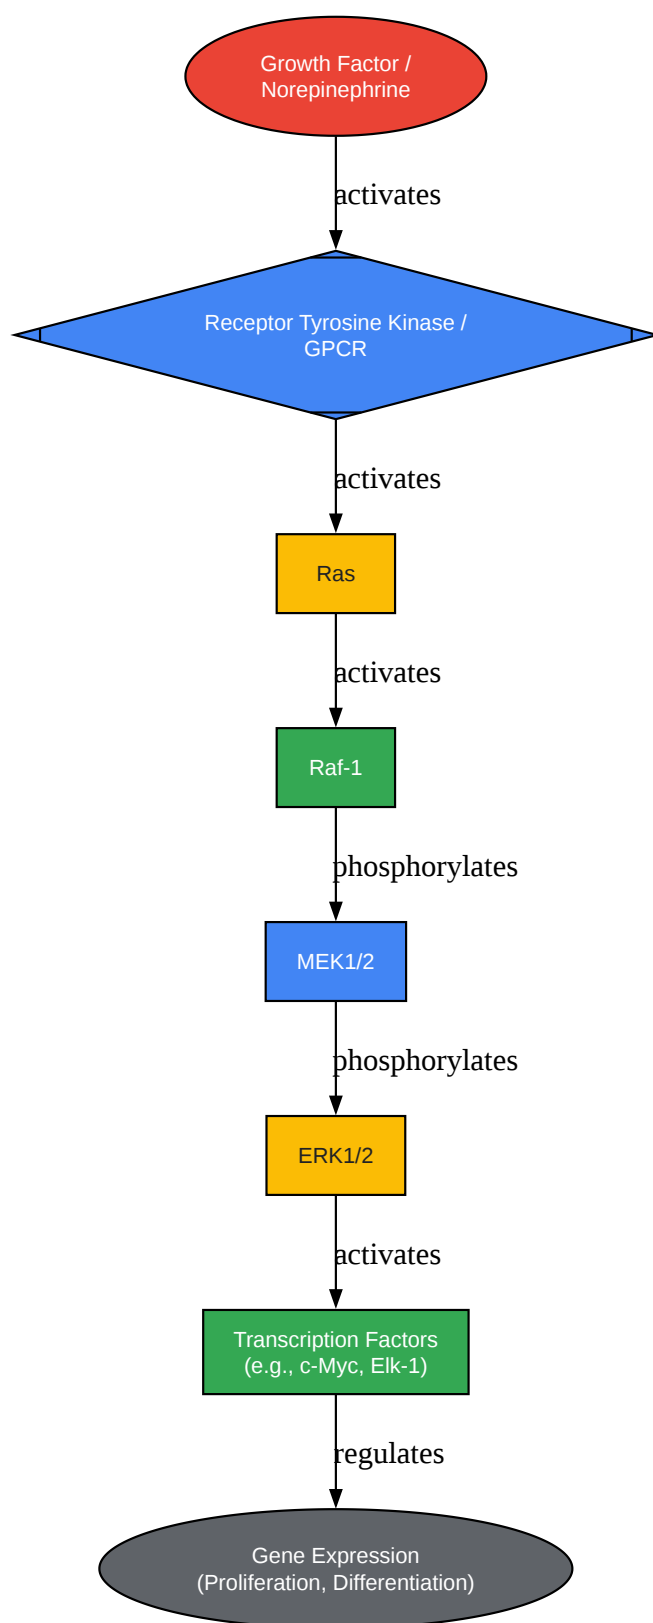 Growth Factor /
Norepinephrine
activates
Receptor Tyrosine Kinase /
GPCR
activates
Ras
activates
Raf-1
phosphorylates
MEK1/2
phosphorylates
ERK1/2
activates
Transcription Factors
(e.g., c-Myc, Elk-1)
regulates
Gene Expression
(Proliferation, Differentiation)